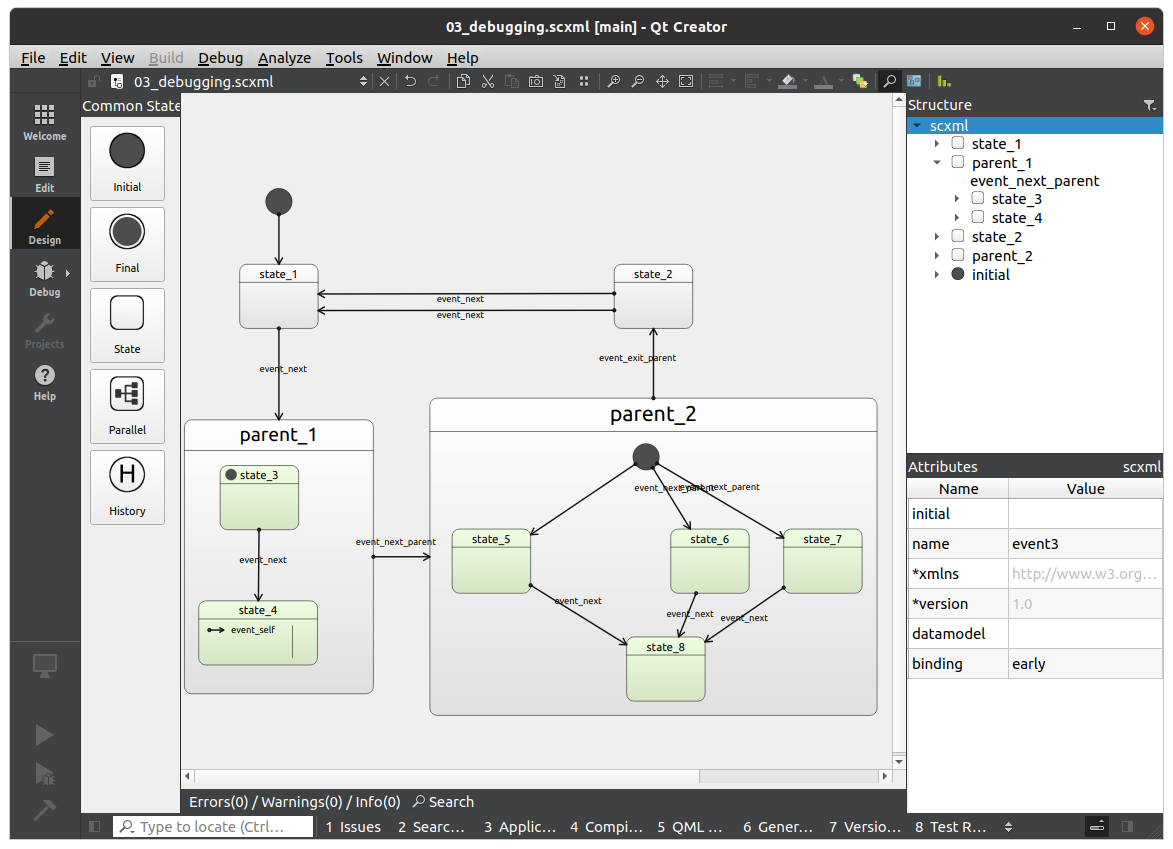 03_debugging.scxml [main] - Qt Creator
File Edit View Build Debug Analyze Tools Window Help
03_debugging.scxml
Welcome
Edit
Design
Debug
Projects
Help
Common State
Initial
Final
State
Parallel
H
History
state_1
state_2
event_next
event_next
event_exit_parent
event_next
parent_1
state_3
event_next
state_4
event_self
event_next_parent
parent_2
event_next_parent
event_next_parent
state_5
state_6
state_7
event_next
event_next
event_next
state_8
Structure
scxml
state_1
parent_1
event_next_parent
state_3
state_4
state_2
parent_2
initial
Attributes scxml
Name Value
initial
name event3
*xmlns http://www.w3.org...
*version 1.0
datamodel
binding early
Errors(0) / Warnings(0) / Info(0) Search
Type to locate (Ctrl... 1 Issues 2 Searc... 3 Applic... 4 Compi... 5 QML ... 6 Gener... 7 Versio... 8 Test R...